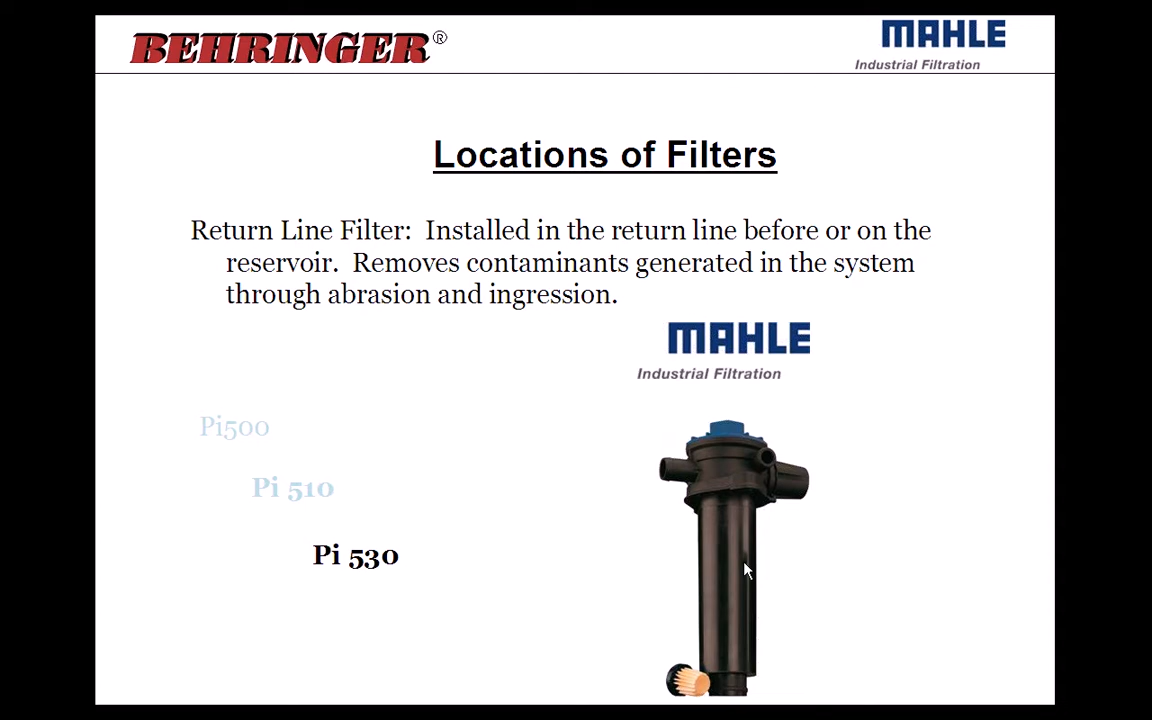 BEHRINGER®
MAHLE
Industrial Filtration
Locations of Filters
Return Line Filter: Installed in the return line before or on the
reservoir. Removes contaminants generated in the system
through abrasion and ingression.
MAHLE
Industrial Filtration
Pi500
Pi 510
Pi 530